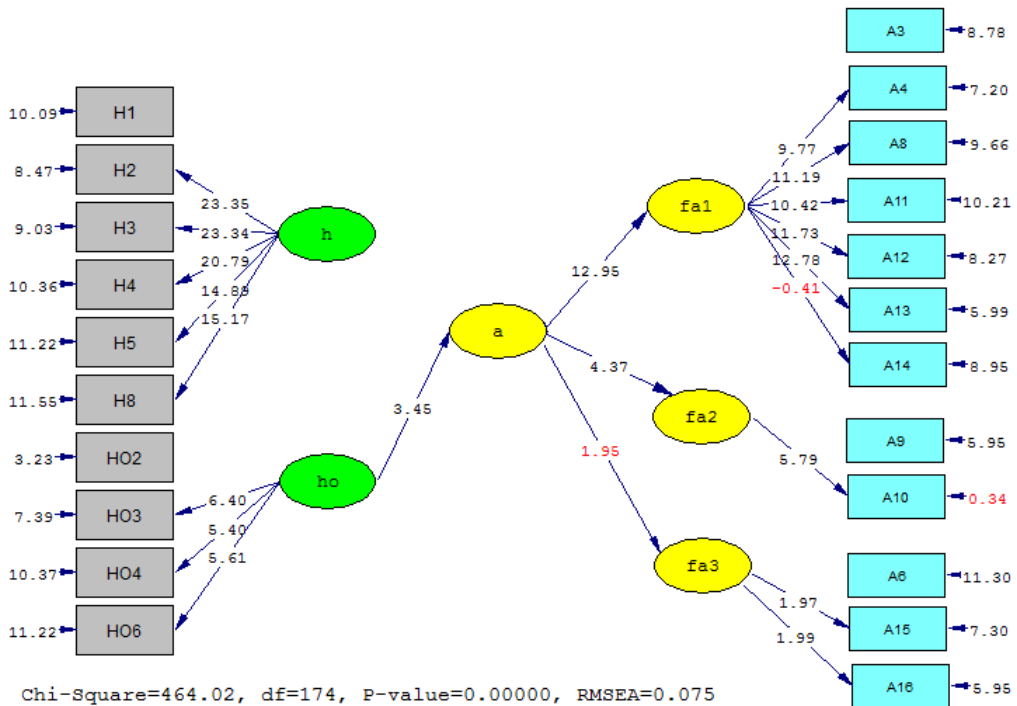 A3
8.78
A4
7.20
10.09
H1
9.77
A8
9.66
8.47
H2
11.19
23.35
fa1
10.42
A11
10.21
9.03
H3
23.34
h
11.73
A12
8.27
20.79
12.78
10.36
H4
12.95
-0.41
14.89
A13
5.99
15.17
a
11.22
H5
A14
8.95
4.37
11.55
H8
3.45
fa2
A9
5.95
3.23
HO2
1.95
5.79
ho
6.40
A10
0.34
7.39
HO3
5.40
5.61
10.37
HO4
fa3
A6
11.30
1.97
11.22
HO6
A15
7.30
1.99
A16
5.95
Chi-Square=464.02, df=174, P-value=0.00000, RMSEA=0.075